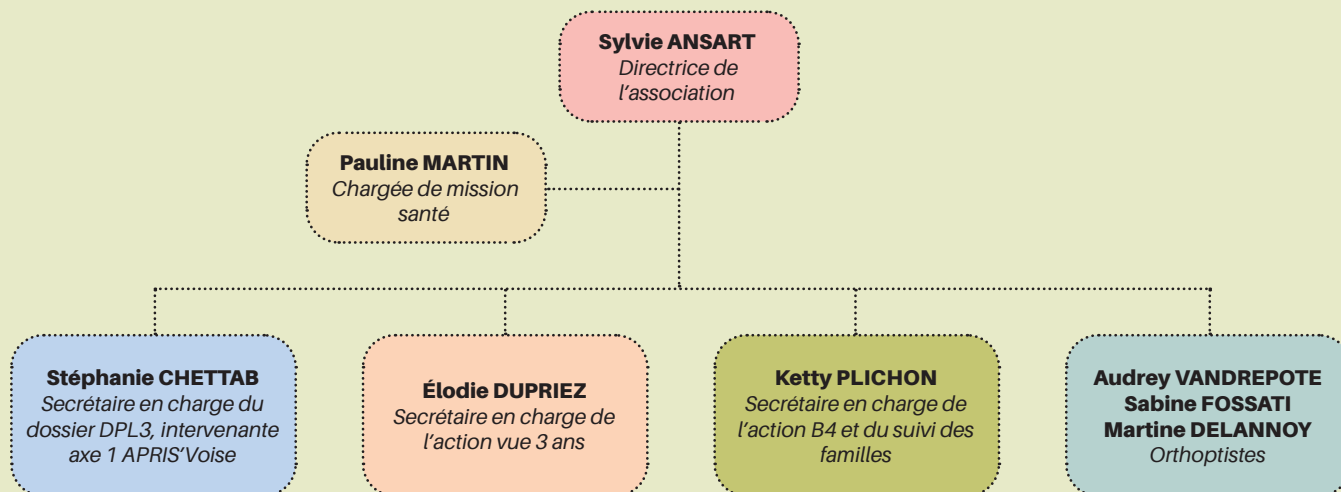 Sylvie ANSART
Directrice de
l’association
Pauline MARTIN
Chargée de mission
santé
Stéphanie CHETTAB
Secrétaire en charge du
dossier DPL3, intervenante
axe 1 APRIS’Voise
Élodie DUPRIEZ
Secrétaire en charge de
l’action vue 3 ans
Ketty PLICHON
Secrétaire en charge de
l’action B4 et du suivi des
familles
Audrey VANDREPOTE
Sabine FOSSATI
Martine DELANNOY
Orthoptistes